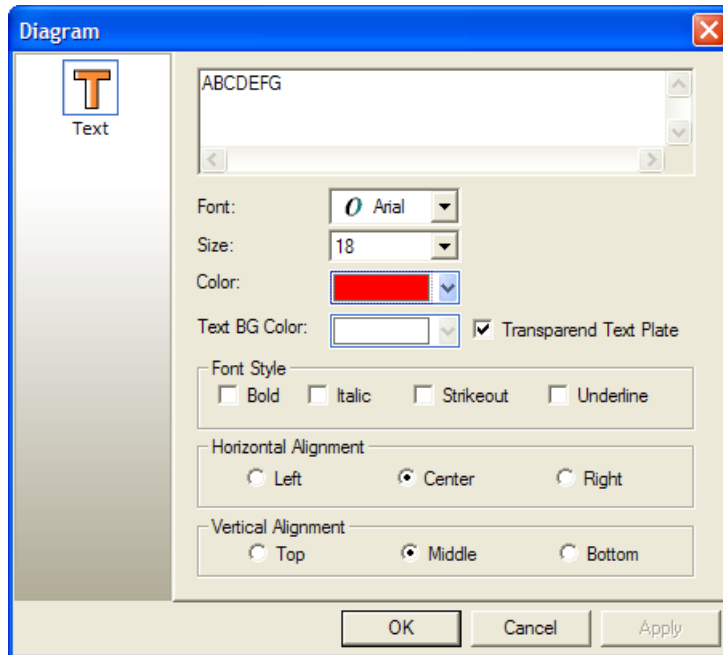 Diagram
Text
ABCDEFG
Font: Arial
Size: 18
Color:
Text BG Color: Transparend Text Plate
Font Style
Bold Italic Strikeout Underline
Horizontal Alignment
Left Center Right
Vertical Alignment
Top Middle Bottom
OK Cancel Apply